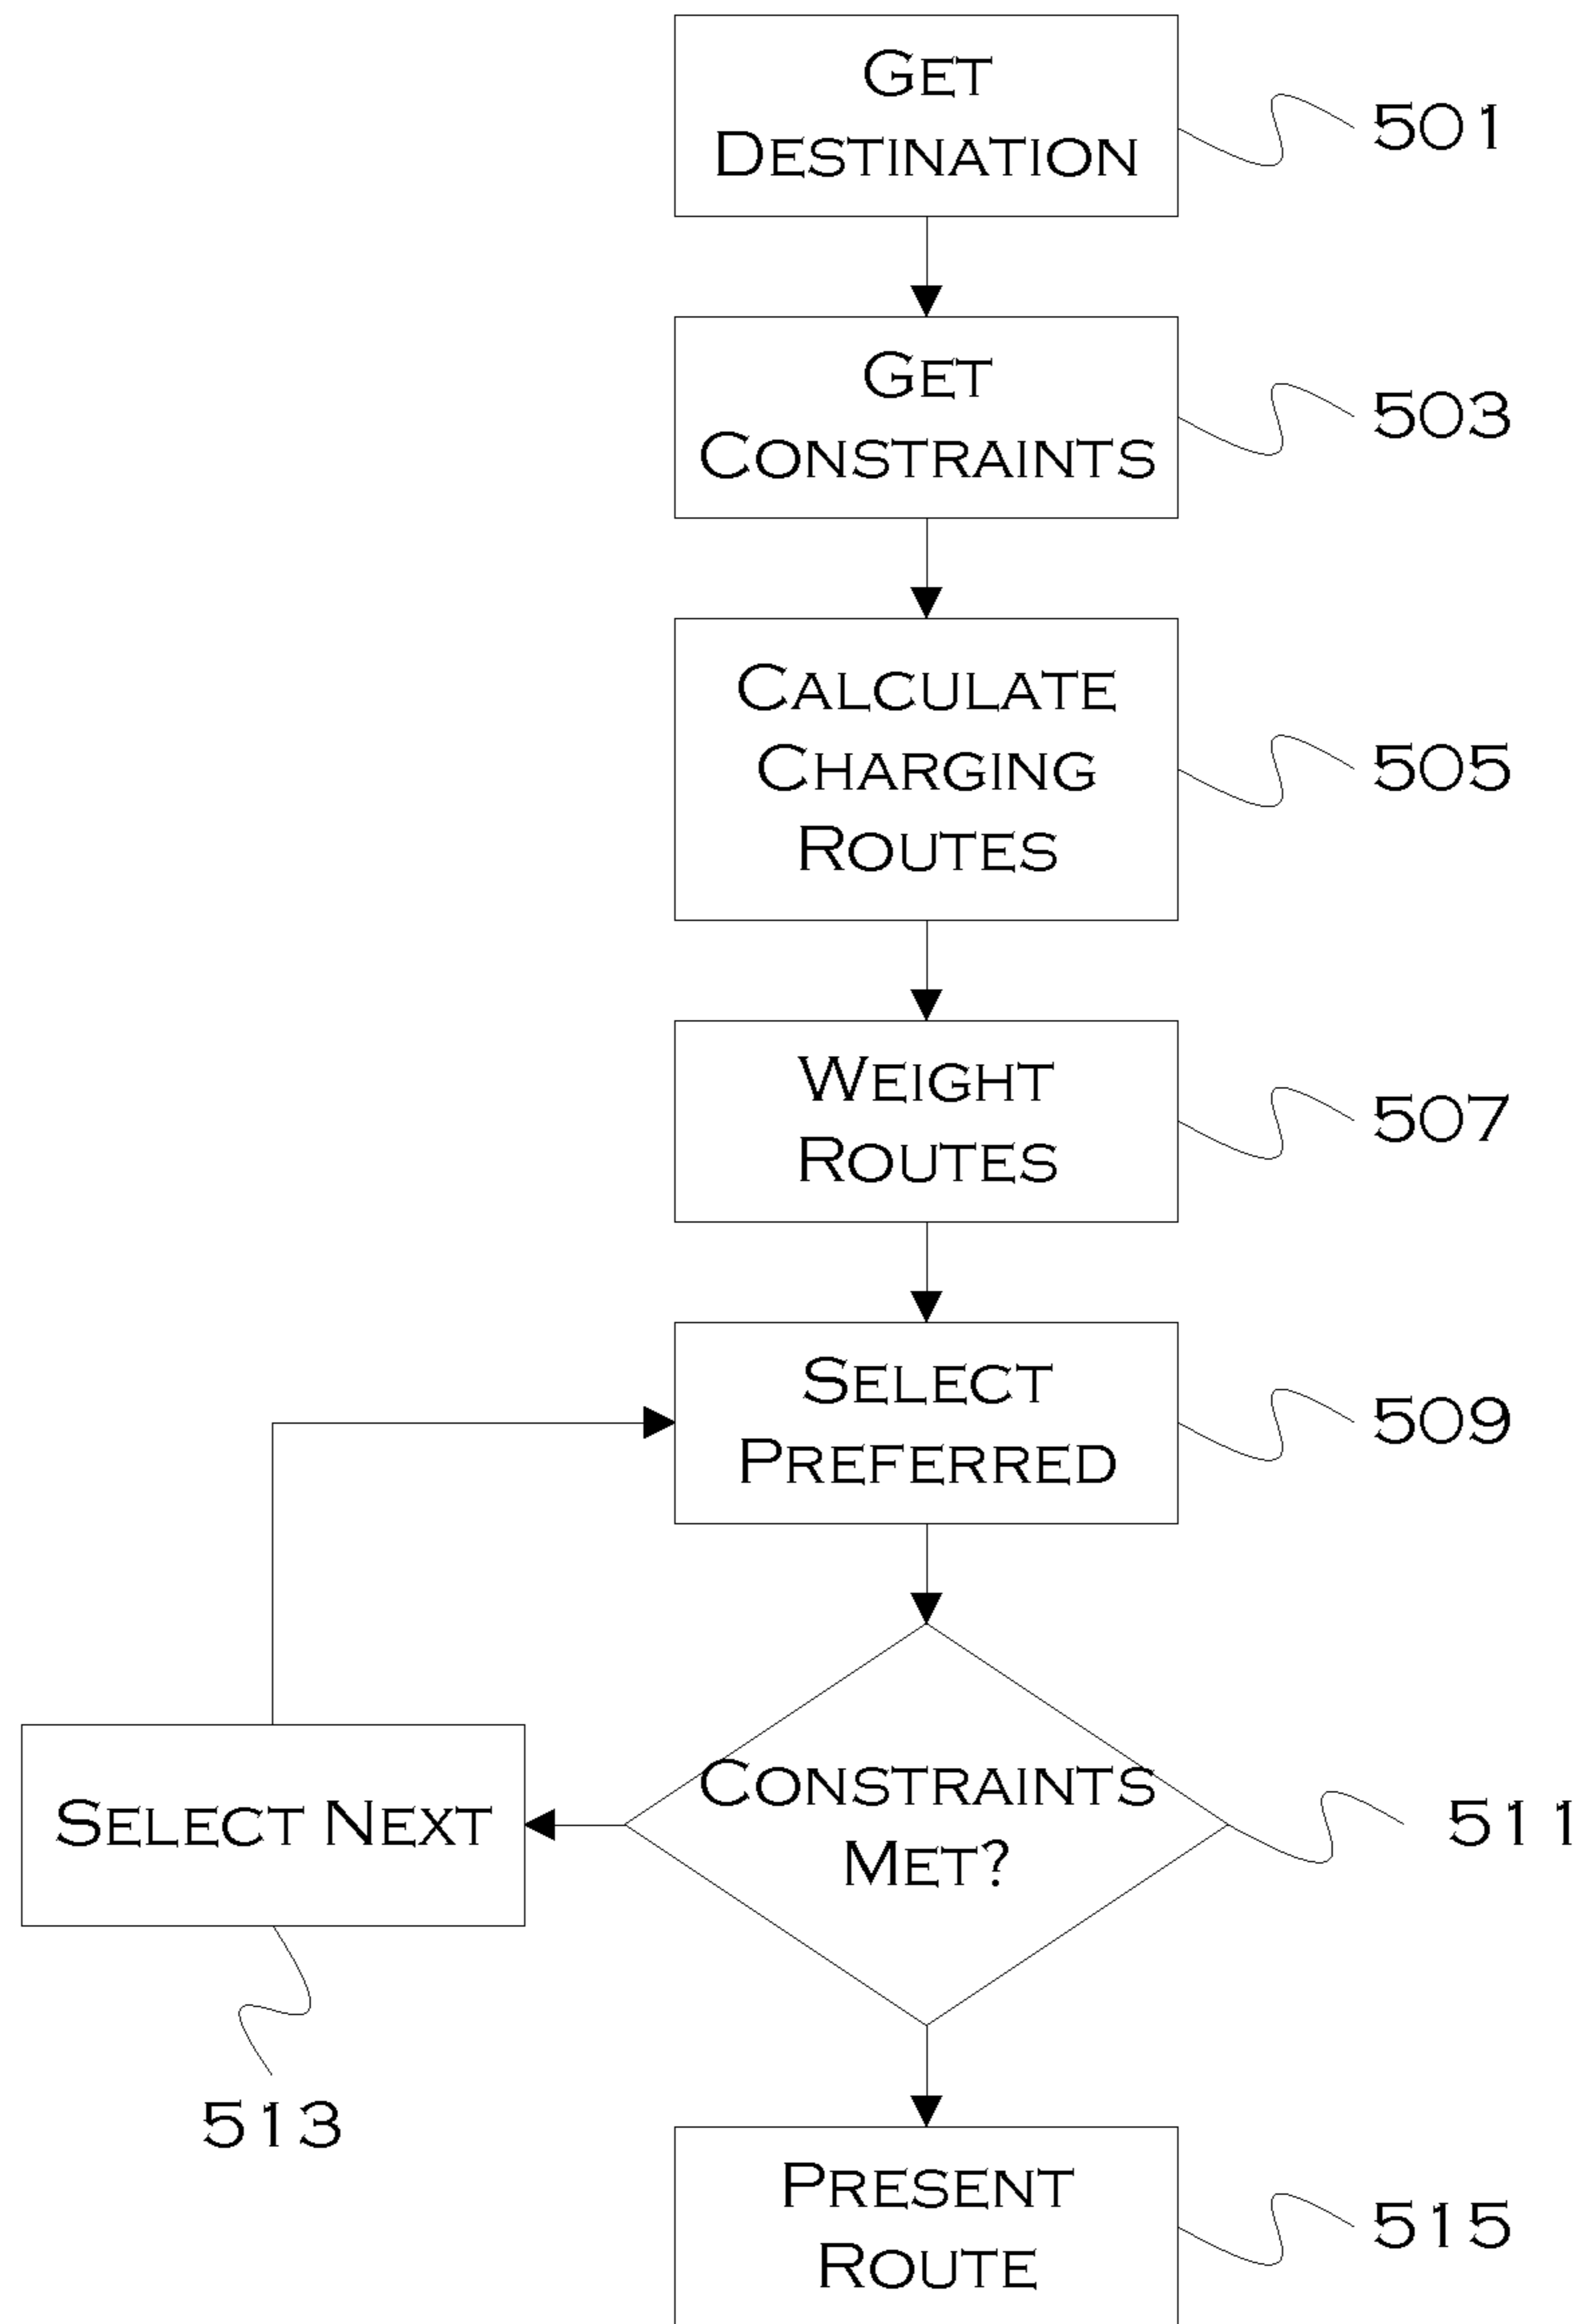 GET
DESTINATION
501
GET
CONSTRAINTS
503
CALCULATE
CHARGING
ROUTES
505
WEIGHT
ROUTES
507
SELECT
PREFERRED
509
CONSTRAINTS
MET?
511
SELECT NEXT
513
PRESENT
ROUTE
515